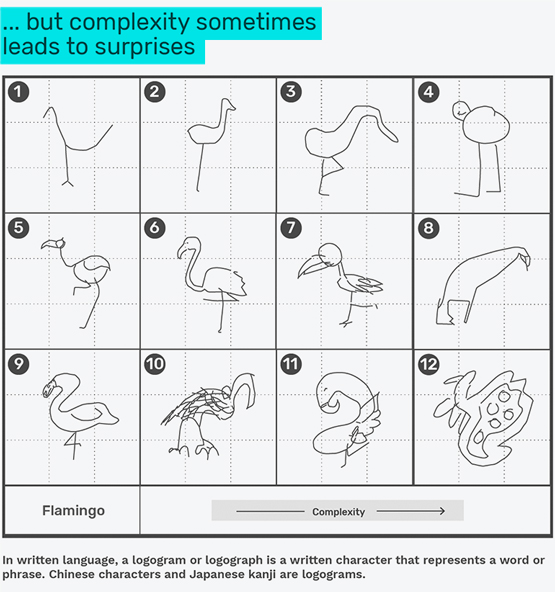 ... but complexity sometimes
leads to surprises
1
2
3
4
5
6
7
8
9
10
11
12
Flamingo
Complexity
In written language, a logogram or logograph is a written character that represents a word or
phrase. Chinese characters and Japanese kanji are logograms.